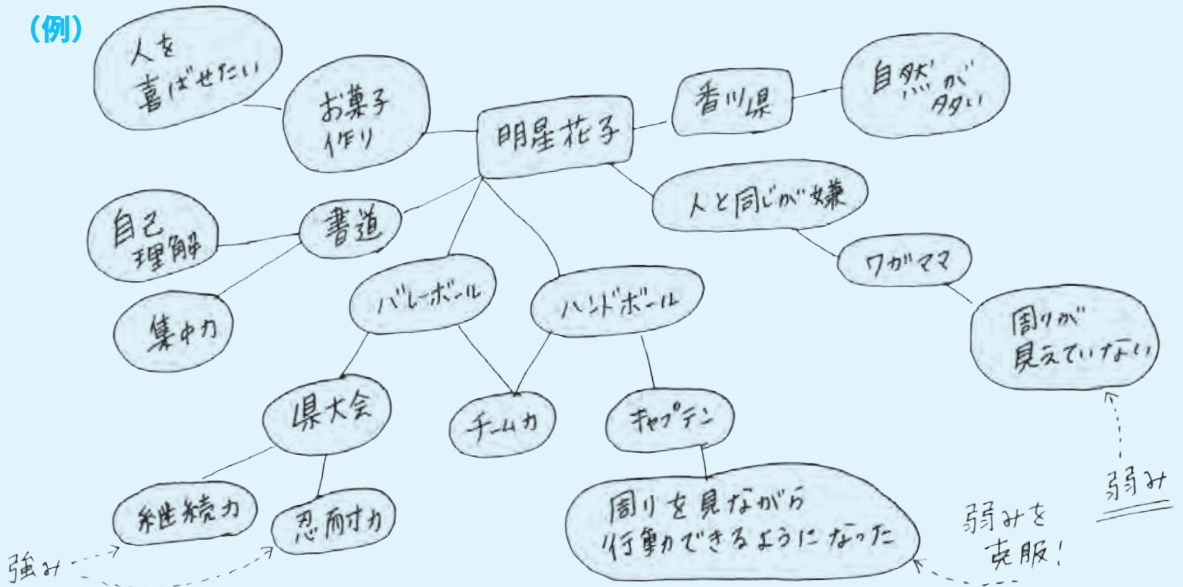 (例)
人を
喜ばせたい
お菓子
作り
明星花子
香川県
自然が
多い
人と同じが嫌
ワガママ
周りが
見えていない
弱み
書道
自己
理解
集中力
バレーボール
ハンドボール
県大会
チーム力
キャプテン
継続力
忍耐力
強み
周りを見ながら
行動できるようになった
弱みを
克服!